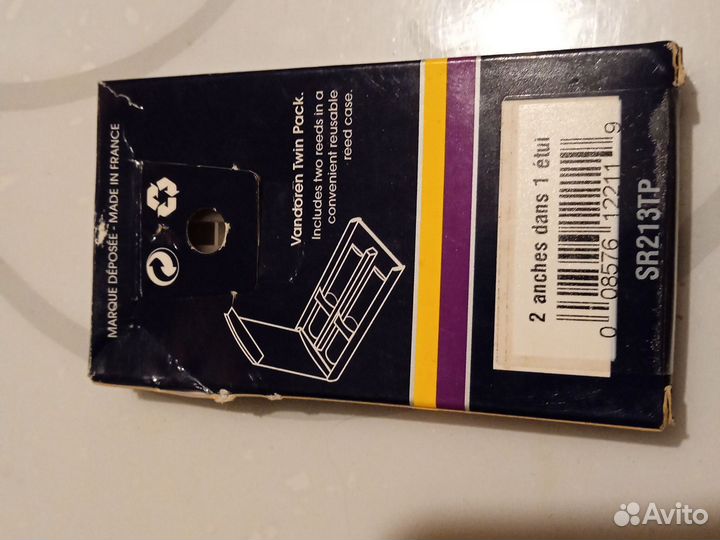 MARQUE DÉPOSÉE - MADE IN FRANCE
Vandoren Twin Pack.
Includes two reeds in a
convenient reusable
reed case.
2 anches dans 1 étui
0 08576 12211 9
SR213TP
Avito